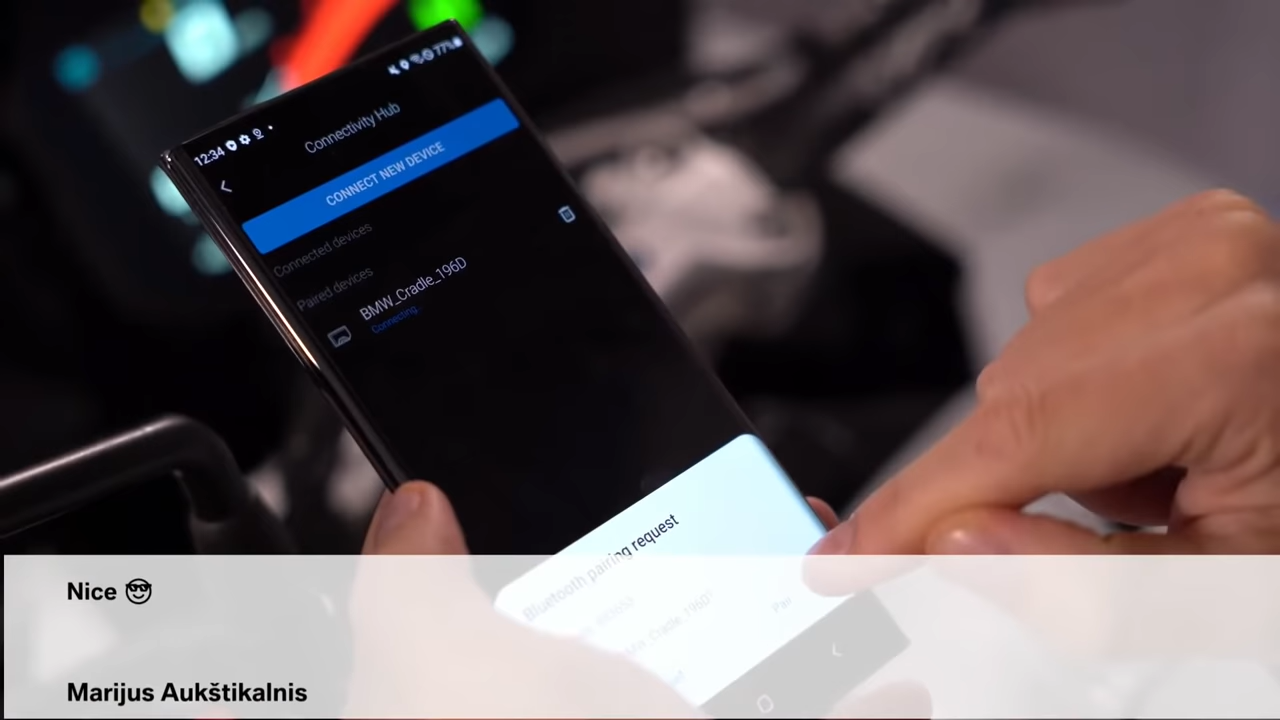 12:34
77%
Connectivity Hub
CONNECT NEW DEVICE
Connected devices
Paired devices
BMW_Cradle_196D
Connecting...
Bluetooth pairing request
Pair
Nice 😎
Marijus Aukštikalnis